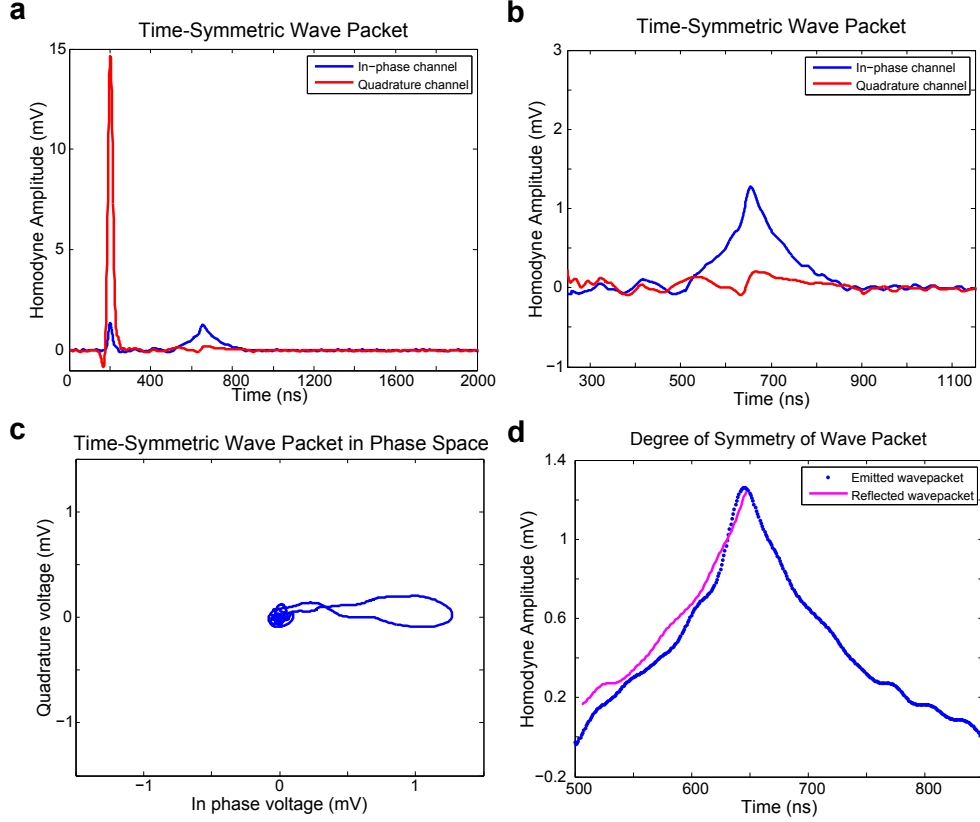 a
Time-Symmetric Wave Packet
In-phase channel
Quadrature channel
Homodyne Amplitude (mV)
15
10
5
0
0
400
800
1200
1600
2000
Time (ns)
b
Time-Symmetric Wave Packet
In-phase channel
Quadrature channel
Homodyne Amplitude (mV)
3
2
1
0
−1
300
500
700
900
1100
Time (ns)
c
Time-Symmetric Wave Packet in Phase Space
Quadrature voltage (mV)
1
0
−1
−1
0
1
In phase voltage (mV)
d
Degree of Symmetry of Wave Packet
Emitted wavepacket
Reflected wavepacket
Homodyne Amplitude (mV)
1.4
1
0.6
0.2
−0.2
500
600
700
800
Time (ns)